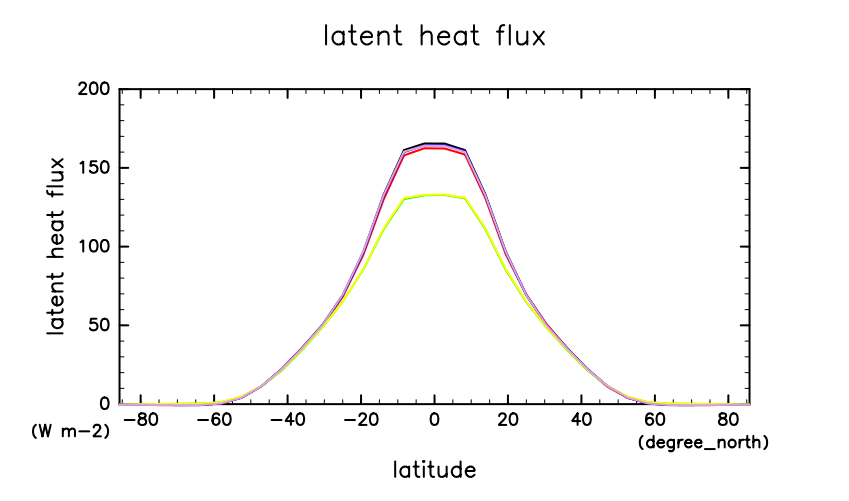 latent heat flux
200
150
100
50
0
latent heat flux
−80 −60 −40 −20 0 20 40 60 80
(W m−2)
(degree_north)
latitude